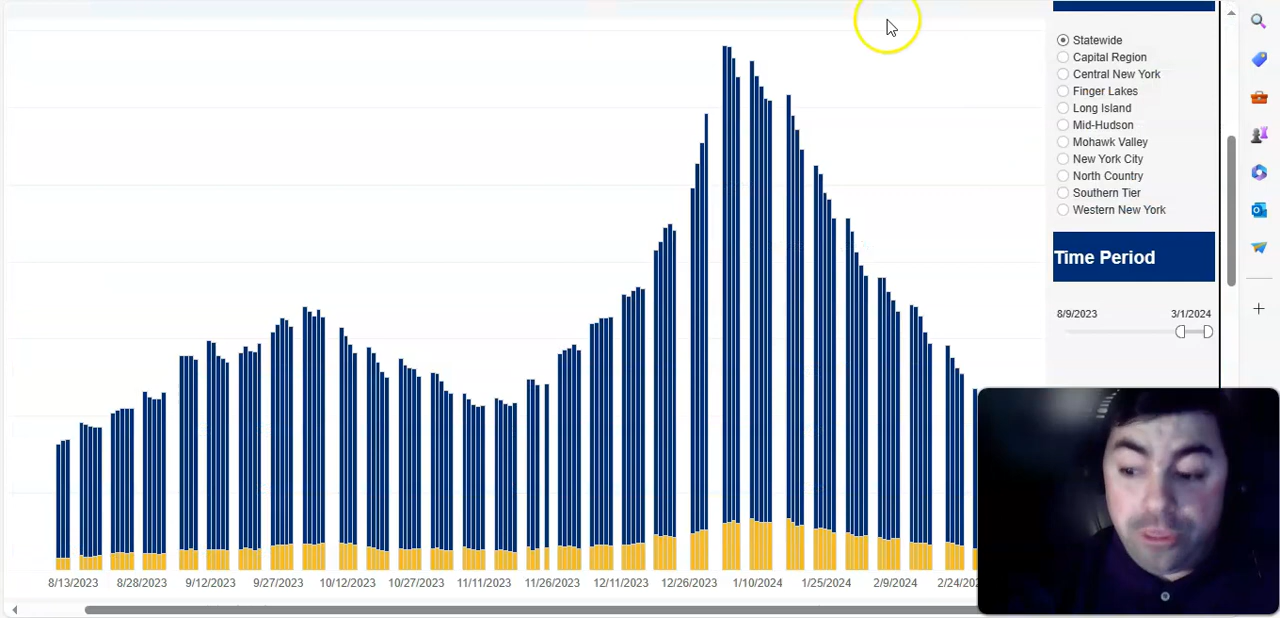 Statewide
Capital Region
Central New York
Finger Lakes
Long Island
Mid-Hudson
Mohawk Valley
New York City
North Country
Southern Tier
Western New York
Time Period
8/9/2023 3/1/2024
8/13/2023 8/28/2023 9/12/2023 9/27/2023 10/12/2023 10/27/2023 11/11/2023 11/26/2023 12/11/2023 12/26/2023 1/10/2024 1/25/2024 2/9/2024 2/24/